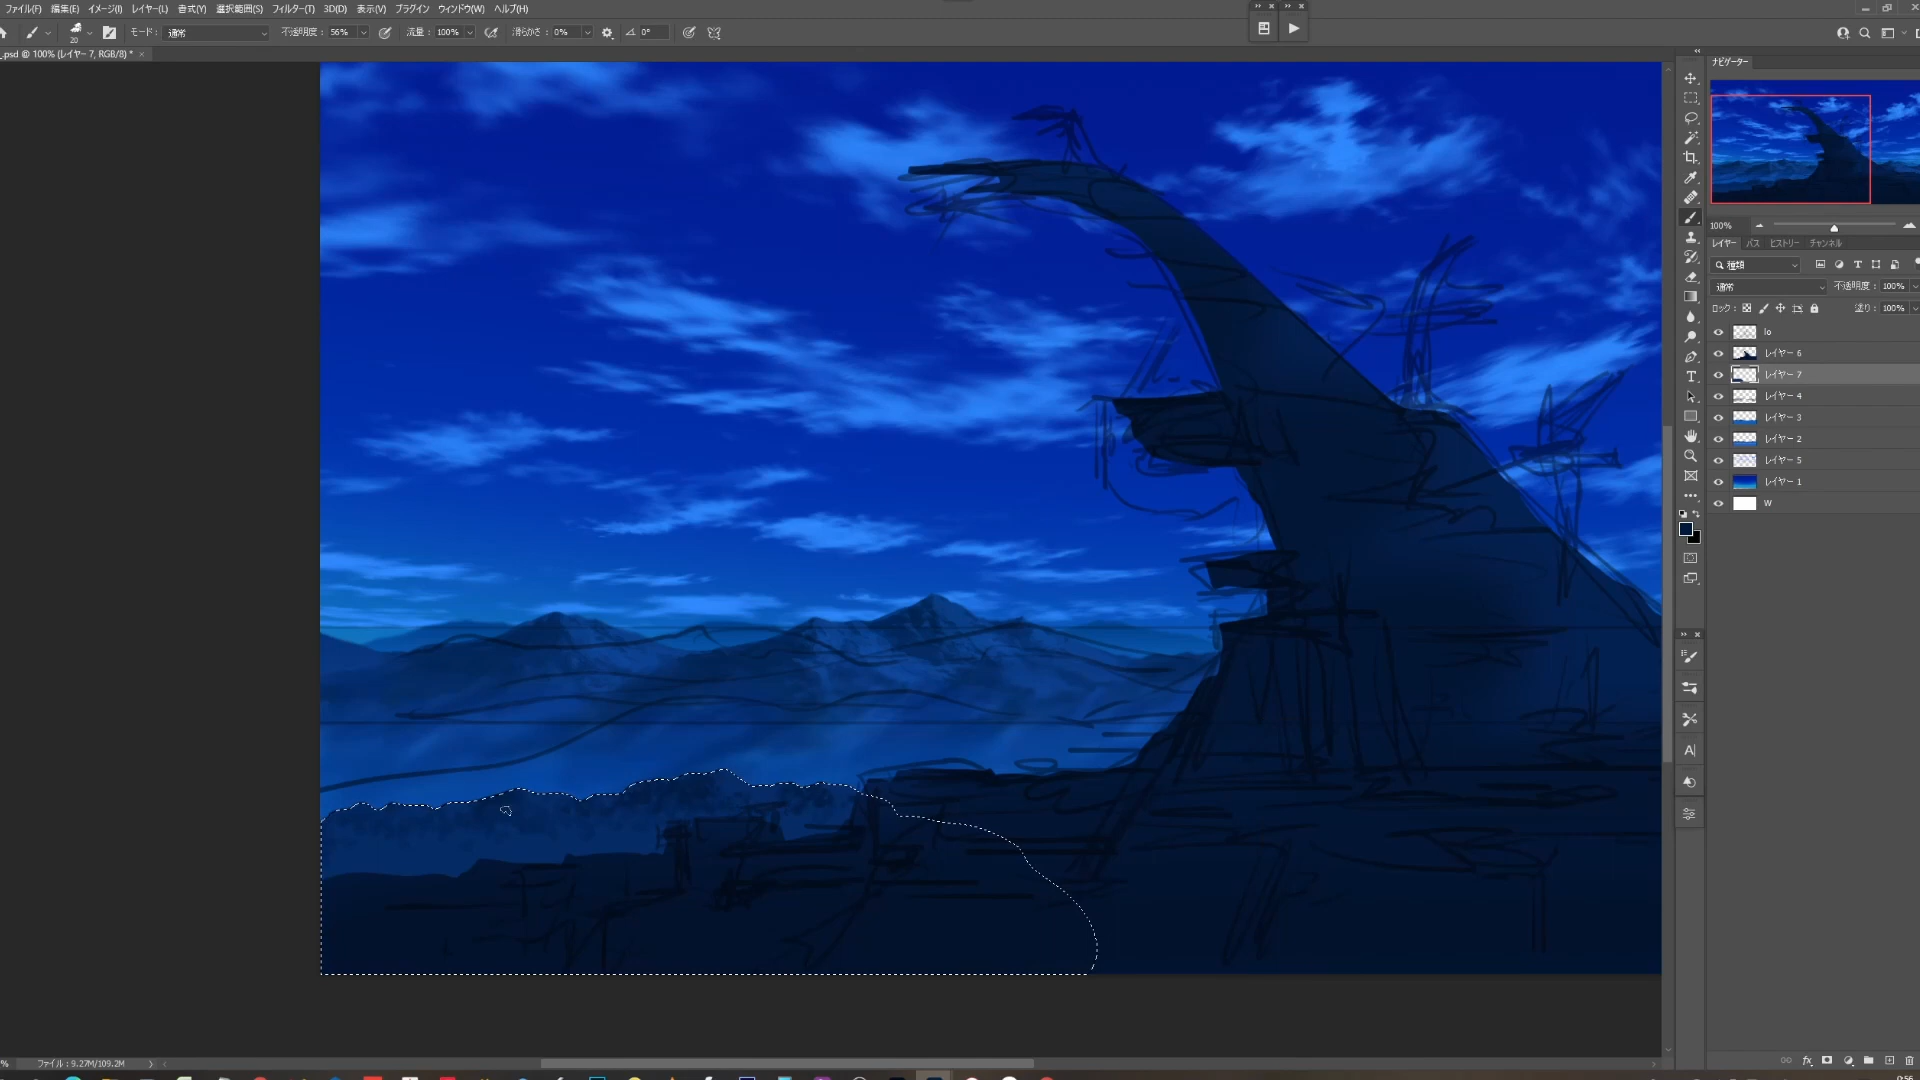 ファイル(F) 編集(E) イメージ(I) レイヤー(L) 書式(Y) 選択範囲(S) フィルター(T) 3D(D) 表示(V) プラグイン ウィンドウ(W) ヘルプ(H)
20 モード: 通常 不透明度: 56% 流量: 100% 滑らかさ: 0% 0°
.psd @ 100% (レイヤー 7, RGB/8) * ×
ナビゲーター
100%
レイヤー パス ヒストリー チャンネル
種類
通常 不透明度: 100%
ロック: 塗り: 100%
lo
レイヤー 6
レイヤー 7
レイヤー 4
レイヤー 3
レイヤー 2
レイヤー 5
レイヤー 1
W
% ファイル: 9.27M/109.2M
0:56